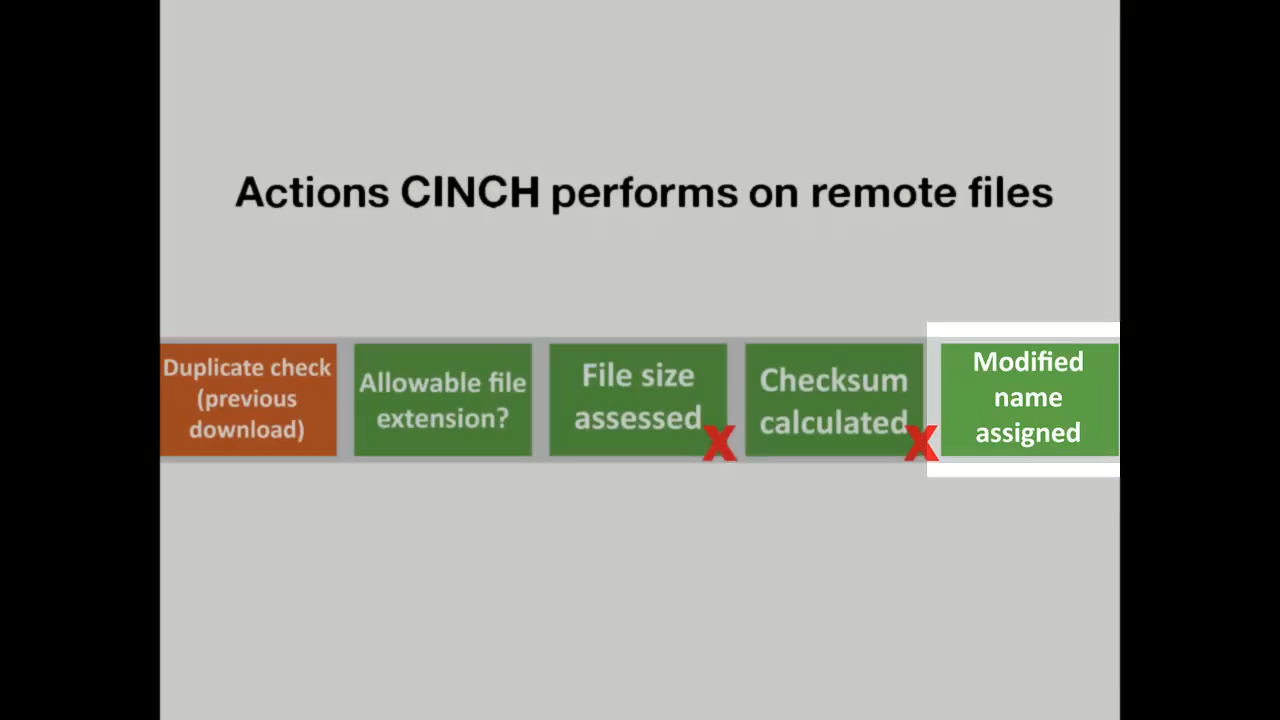 Actions CINCH performs on remote files
Duplicate check
(previous
download)
Allowable file
extension?
File size
assessed
X
Checksum
calculated
X
Modified
name
assigned